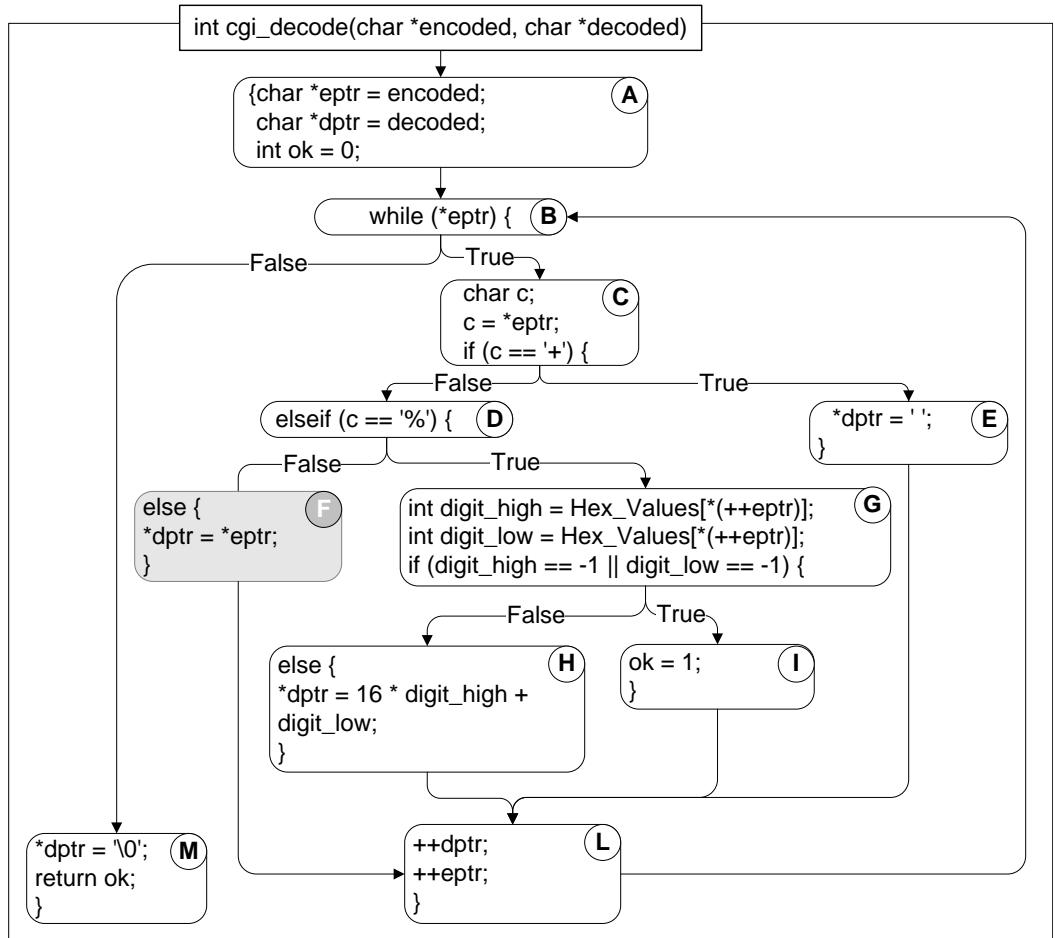 int cgi_decode(char *encoded, char *decoded)
{char *eptr = encoded;
char *dptr = decoded;
int ok = 0;
A
while (*eptr) {
B
False
True
char c;
c = *eptr;
if (c == '+') {
C
False
True
elseif (c == '%') {
D
*dptr = ' ';
}
E
False
True
else {
*dptr = *eptr;
}
F
int digit_high = Hex_Values[*(++eptr)];
int digit_low = Hex_Values[*(++eptr)];
if (digit_high == -1 || digit_low == -1) {
G
False
True
else {
*dptr = 16 * digit_high +
digit_low;
}
H
ok = 1;
}
I
*dptr = '\0';
return ok;
}
M
++dptr;
++eptr;
}
L